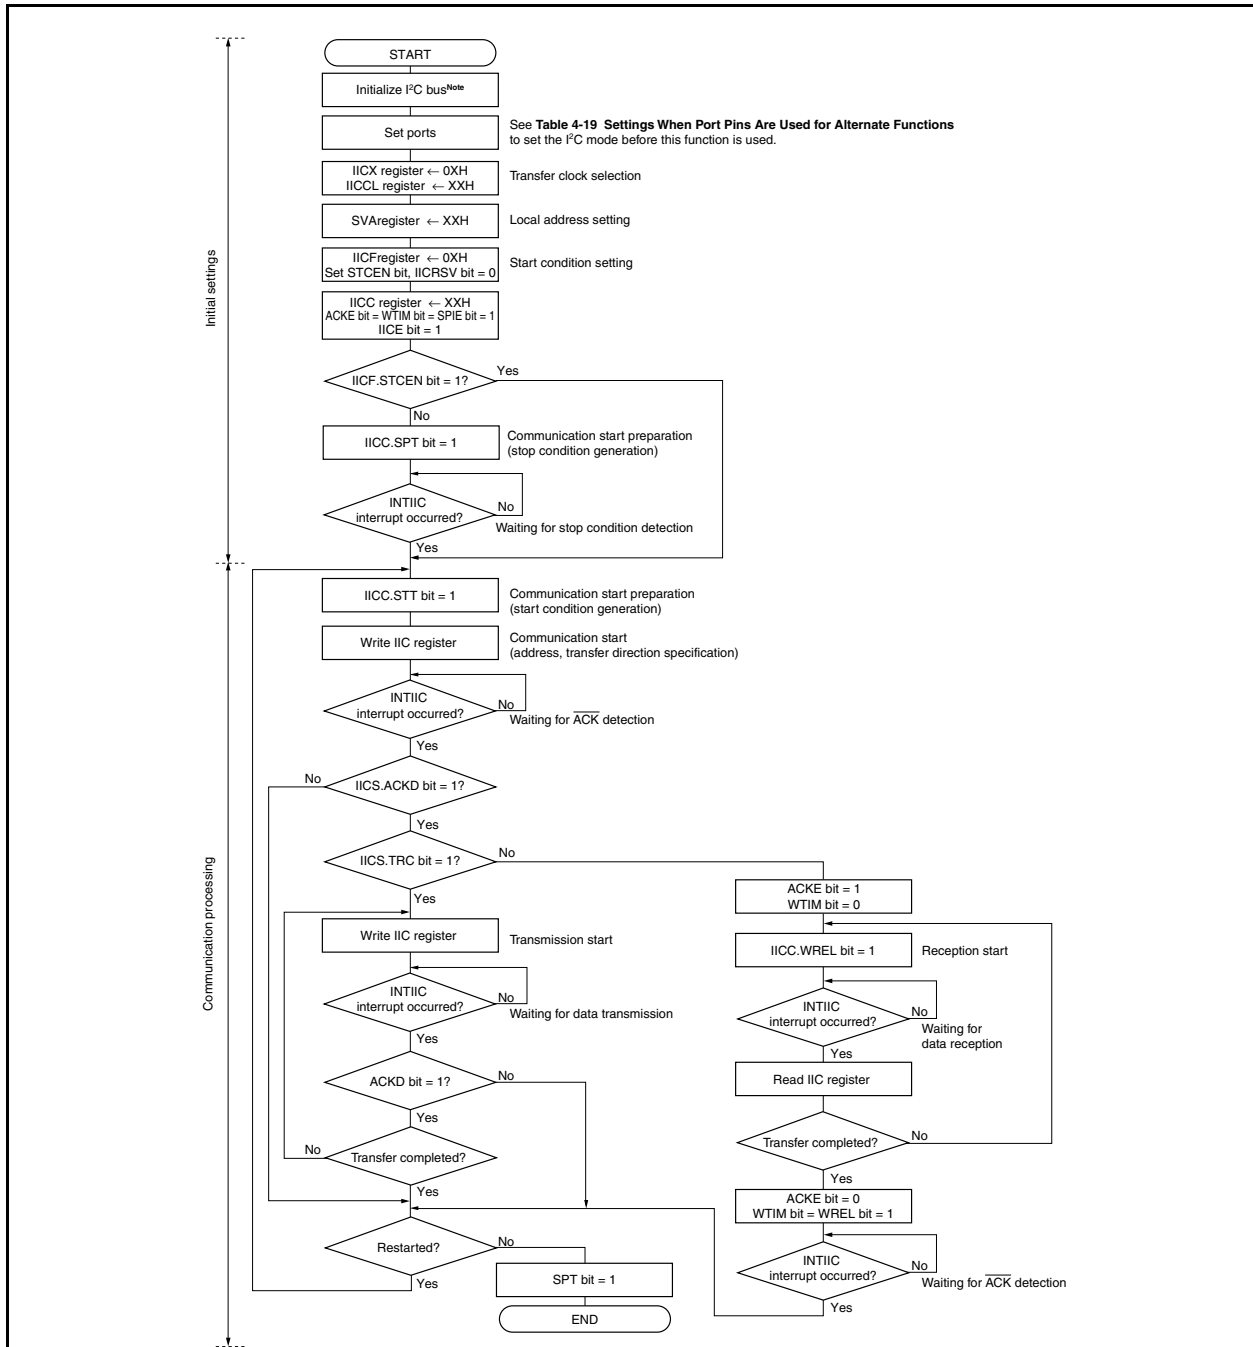 START
Initialize I²C busNote
Set ports
See Table 4-19 Settings When Port Pins Are Used for Alternate Functions
to set the I²C mode before this function is used.
IICX register ← 0XH
IICCL register ← XXH
Transfer clock selection
SVAregister ← XXH
Local address setting
IICFregister ← 0XH
Set STCEN bit, IICRSV bit = 0
Start condition setting
IICC register ← XXH
ACKE bit = WTIM bit = SPIE bit = 1
IICE bit = 1
Initial settings
IICF.STCEN bit = 1?
Yes
No
IICC.SPT bit = 1
Communication start preparation
(stop condition generation)
INTIIC
interrupt occurred?
No
Waiting for stop condition detection
Yes
IICC.STT bit = 1
Communication start preparation
(start condition generation)
Write IIC register
Communication start
(address, transfer direction specification)
INTIIC
interrupt occurred?
No
Waiting for A̅C̅K̅ detection
Yes
No
IICS.ACKD bit = 1?
Yes
IICS.TRC bit = 1?
No
Yes
Communication processing
Write IIC register
Transmission start
INTIIC
interrupt occurred?
No
Waiting for data transmission
Yes
ACKD bit = 1?
No
Yes
No
Transfer completed?
Yes
Restarted?
No
Yes
SPT bit = 1
END
ACKE bit = 1
WTIM bit = 0
IICC.WREL bit = 1
Reception start
INTIIC
interrupt occurred?
No
Waiting for
data reception
Yes
Read IIC register
Transfer completed?
No
Yes
ACKE bit = 0
WTIM bit = WREL bit = 1
INTIIC
interrupt occurred?
No
Waiting for A̅C̅K̅ detection
Yes